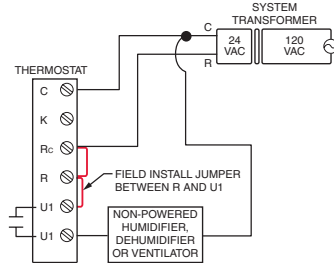 SYSTEM
TRANSFORMER
C
24
VAC
120
VAC
R
THERMOSTAT
C
K
RC
R
FIELD INSTALL JUMPER
BETWEEN R AND U1
U1
U1
NON-POWERED
HUMIDIFIER,
DEHUMIDIFIER
OR VENTILATOR